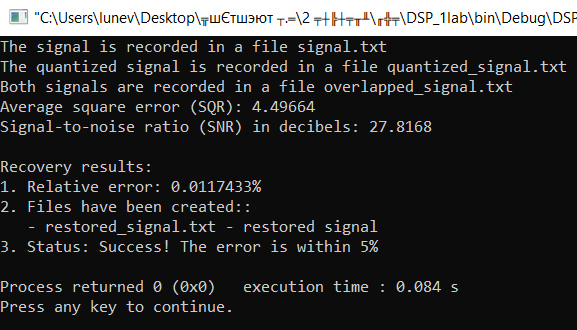 "C:\Users\lunev\Desktop\╦шЄтшэют ┬.=\2 ╤╪╠╧╤╥╨\╓╬╤\DSP_1lab\bin\Debug\DSP
The signal is recorded in a file signal.txt
The quantized signal is recorded in a file quantized_signal.txt
Both signals are recorded in a file overlapped_signal.txt
Average square error (SQR): 4.49664
Signal-to-noise ratio (SNR) in decibels: 27.8168
Recovery results:
1. Relative error: 0.0117433%
2. Files have been created::
- restored_signal.txt - restored signal
3. Status: Success! The error is within 5%
Process returned 0 (0x0) execution time : 0.084 s
Press any key to continue.